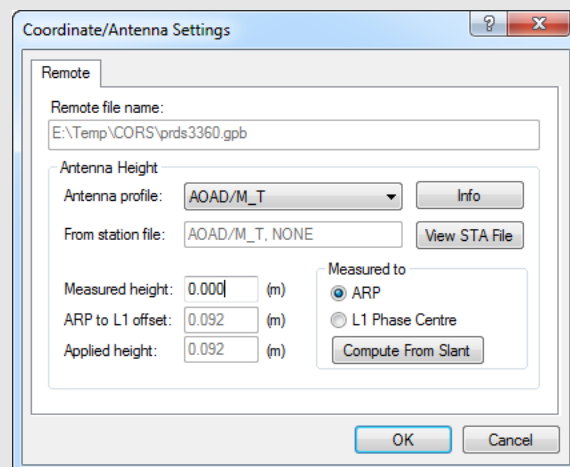 Coordinate/Antenna Settings
Remote
Remote file name:
E:\Temp\CORS\prds3360.gpb
Antenna Height
Antenna profile: AOAD/M_T Info
From station file: AOAD/M_T, NONE View STA File
Measured to
Measured height: 0.000 (m) ARP
ARP to L1 offset: 0.092 (m) L1 Phase Centre
Applied height: 0.092 (m) Compute From Slant
OK Cancel